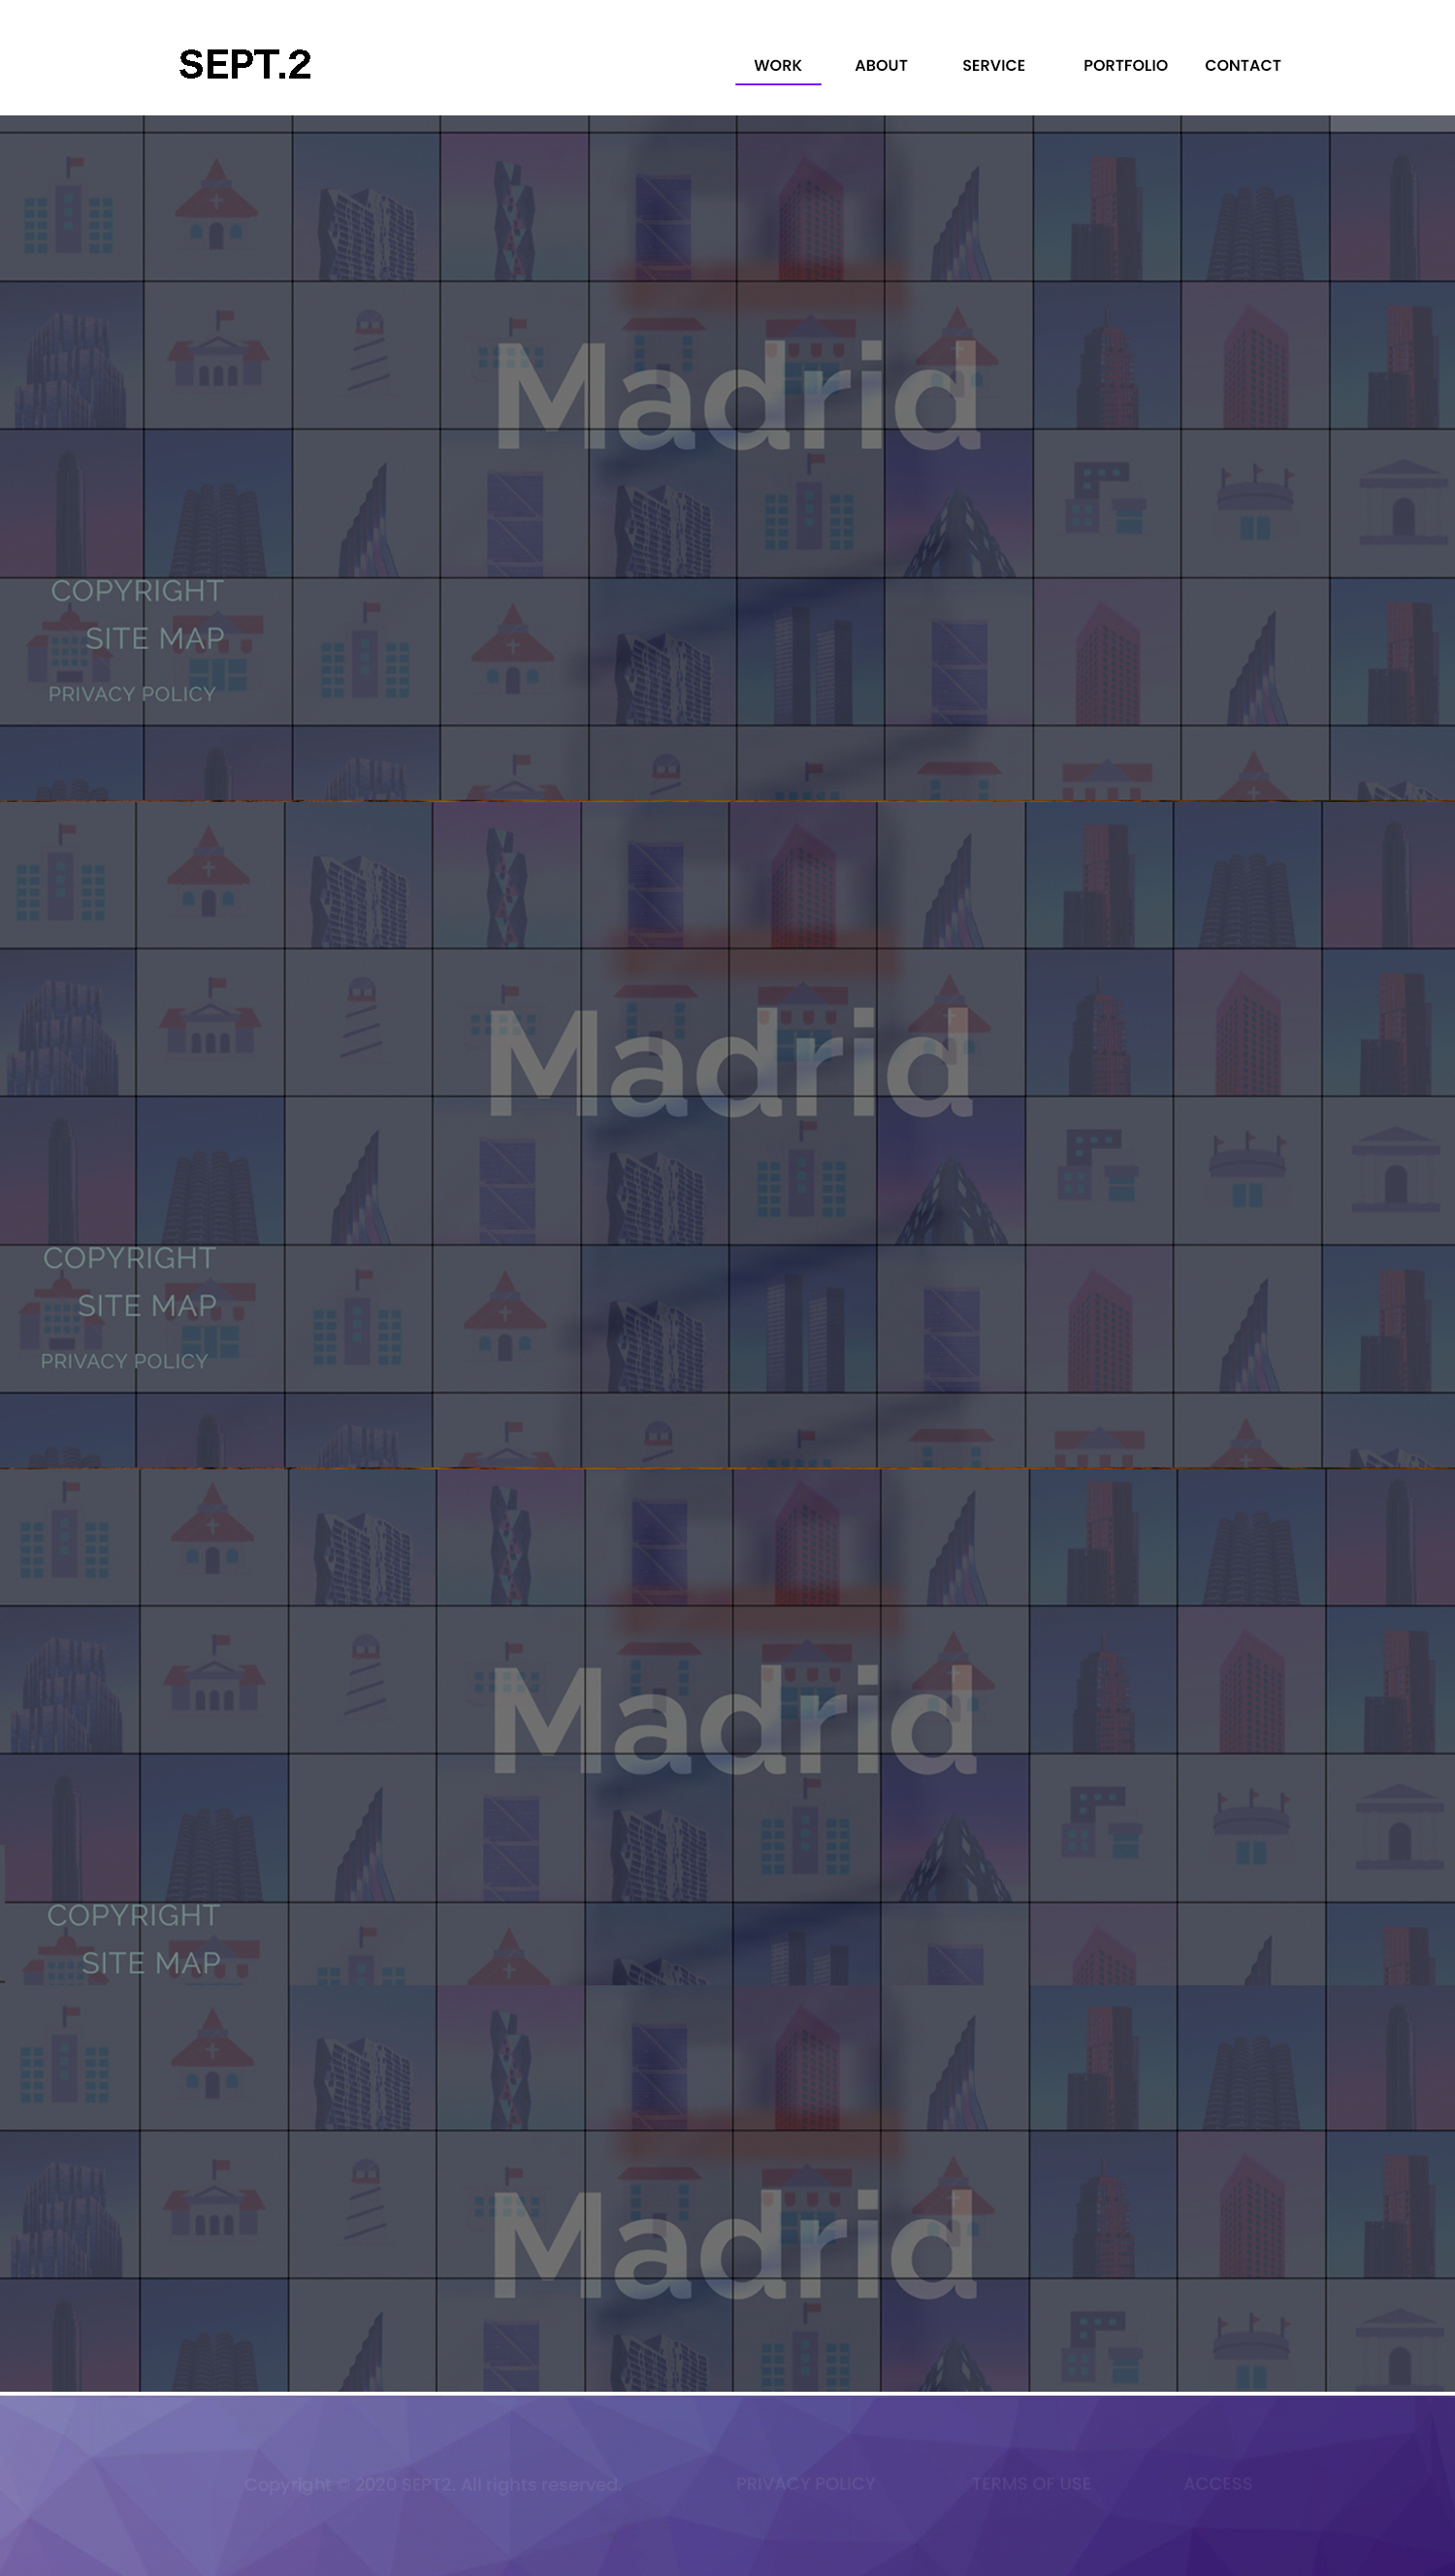 SEPT.2
WORK ABOUT SERVICE PORTFOLIO CONTACT
Madrid
COPYRIGHT
SITE MAP
PRIVACY POLICY
Madrid
COPYRIGHT
SITE MAP
PRIVACY POLICY
Madrid
COPYRIGHT
SITE MAP
Madrid
Copyright © 2020 SEPT2. All rights reserved. PRIVACY POLICY TERMS OF USE ACCESS